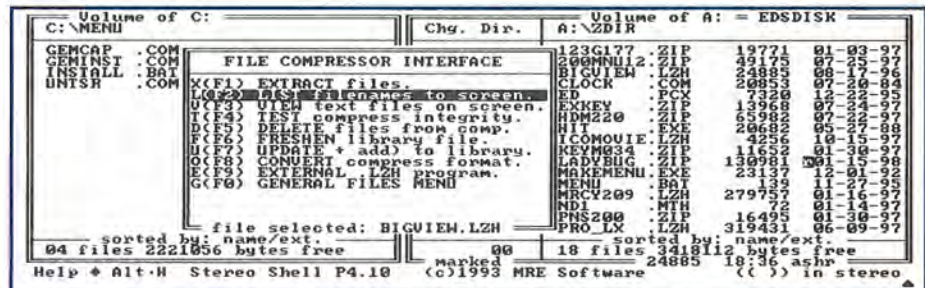 Volume of C: Volume of A: = EDSDISK
C:\MENU Chg. Dir. A:\ZDIR
GEMCAP .COM
GEMINST .COM
INSTALL .BAT
UNTSR .COM
FILE COMPRESSOR INTERFACE
X(F1) EXTRACT files.
L(F2) LIST filenames to screen.
V(F3) VIEW text files on screen.
T(F4) TEST compress integrity.
D(F5) DELETE files from comp.
F(F6) FRESHEN library file.
U(F7) UPDATE + add) to library.
O(F8) CONVERT compress format.
E(F9) EXTERNAL .LZH program.
G(F0) GENERAL FILES MENU
file selected: BIGVIEW.LZH
123G177 .ZIP 19771 01-03-97
200MNU12.ZIP 49175 07-25-97
BIGVIEW .LZH 24885 08-17-96
CLOCK .COM 20853 07-20-84
ED .PCX 7320 12-22-97
EXKEY .ZIP 13968 07-24-97
HDM220 .ZIP 65982 07-22-97
HIT .EXE 20682 05-27-88
ICOMOVIE.LZH 4256 10-15-97
KEYM034 .ZIP 11652 01-30-97
LADYBUG .ZIP 130981 01-15-98
MAKEMENU.EXE 23137 12-01-92
MENU .BAT 139 11-27-95
MRCY209 .LZH 279757 01-16-97
ND1 .MTH 72 01-14-97
PNS200 .ZIP 16495 01-30-97
PRO_LX .LZH 319431 06-09-97
sorted by: name/ext. sorted by: name/ext.
04 files 2221056 bytes free 00 18 files 3418112 bytes free
marked 24885 18:36 ashr
Help ♦ Alt-H Stereo Shell P4.10 (c)1993 MRE Software (( )) in stereo